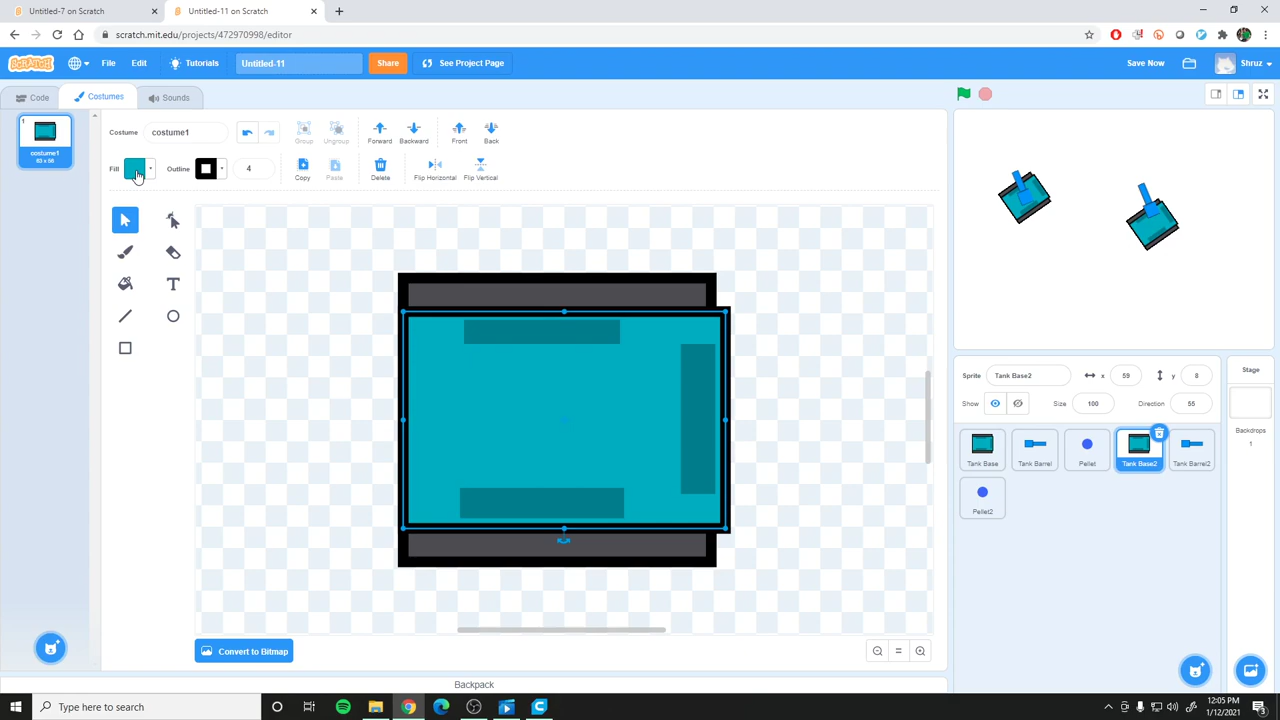 Untitled-7 on Scratch
Untitled-11 on Scratch
scratch.mit.edu/projects/472970998/editor
SCRATCH
File
Edit
Tutorials
Untitled-11
Share
See Project Page
Save Now
Shruz
Code
Costumes
Sounds
1
costume1
63 x 58
Costume
costume1
Group
Ungroup
Forward
Backward
Front
Back
Fill
Outline
4
Copy
Paste
Delete
Flip Horizontal
Flip Vertical
T
Convert to Bitmap
Backpack
Sprite
Tank Base2
x
59
y
8
Show
Size
100
Direction
55
Stage
Backdrops
1
Tank Base
Tank Barrel
Pellet
Tank Base2
Tank Barrel2
Pellet2
Type here to search
12:05 PM
1/12/2021
3